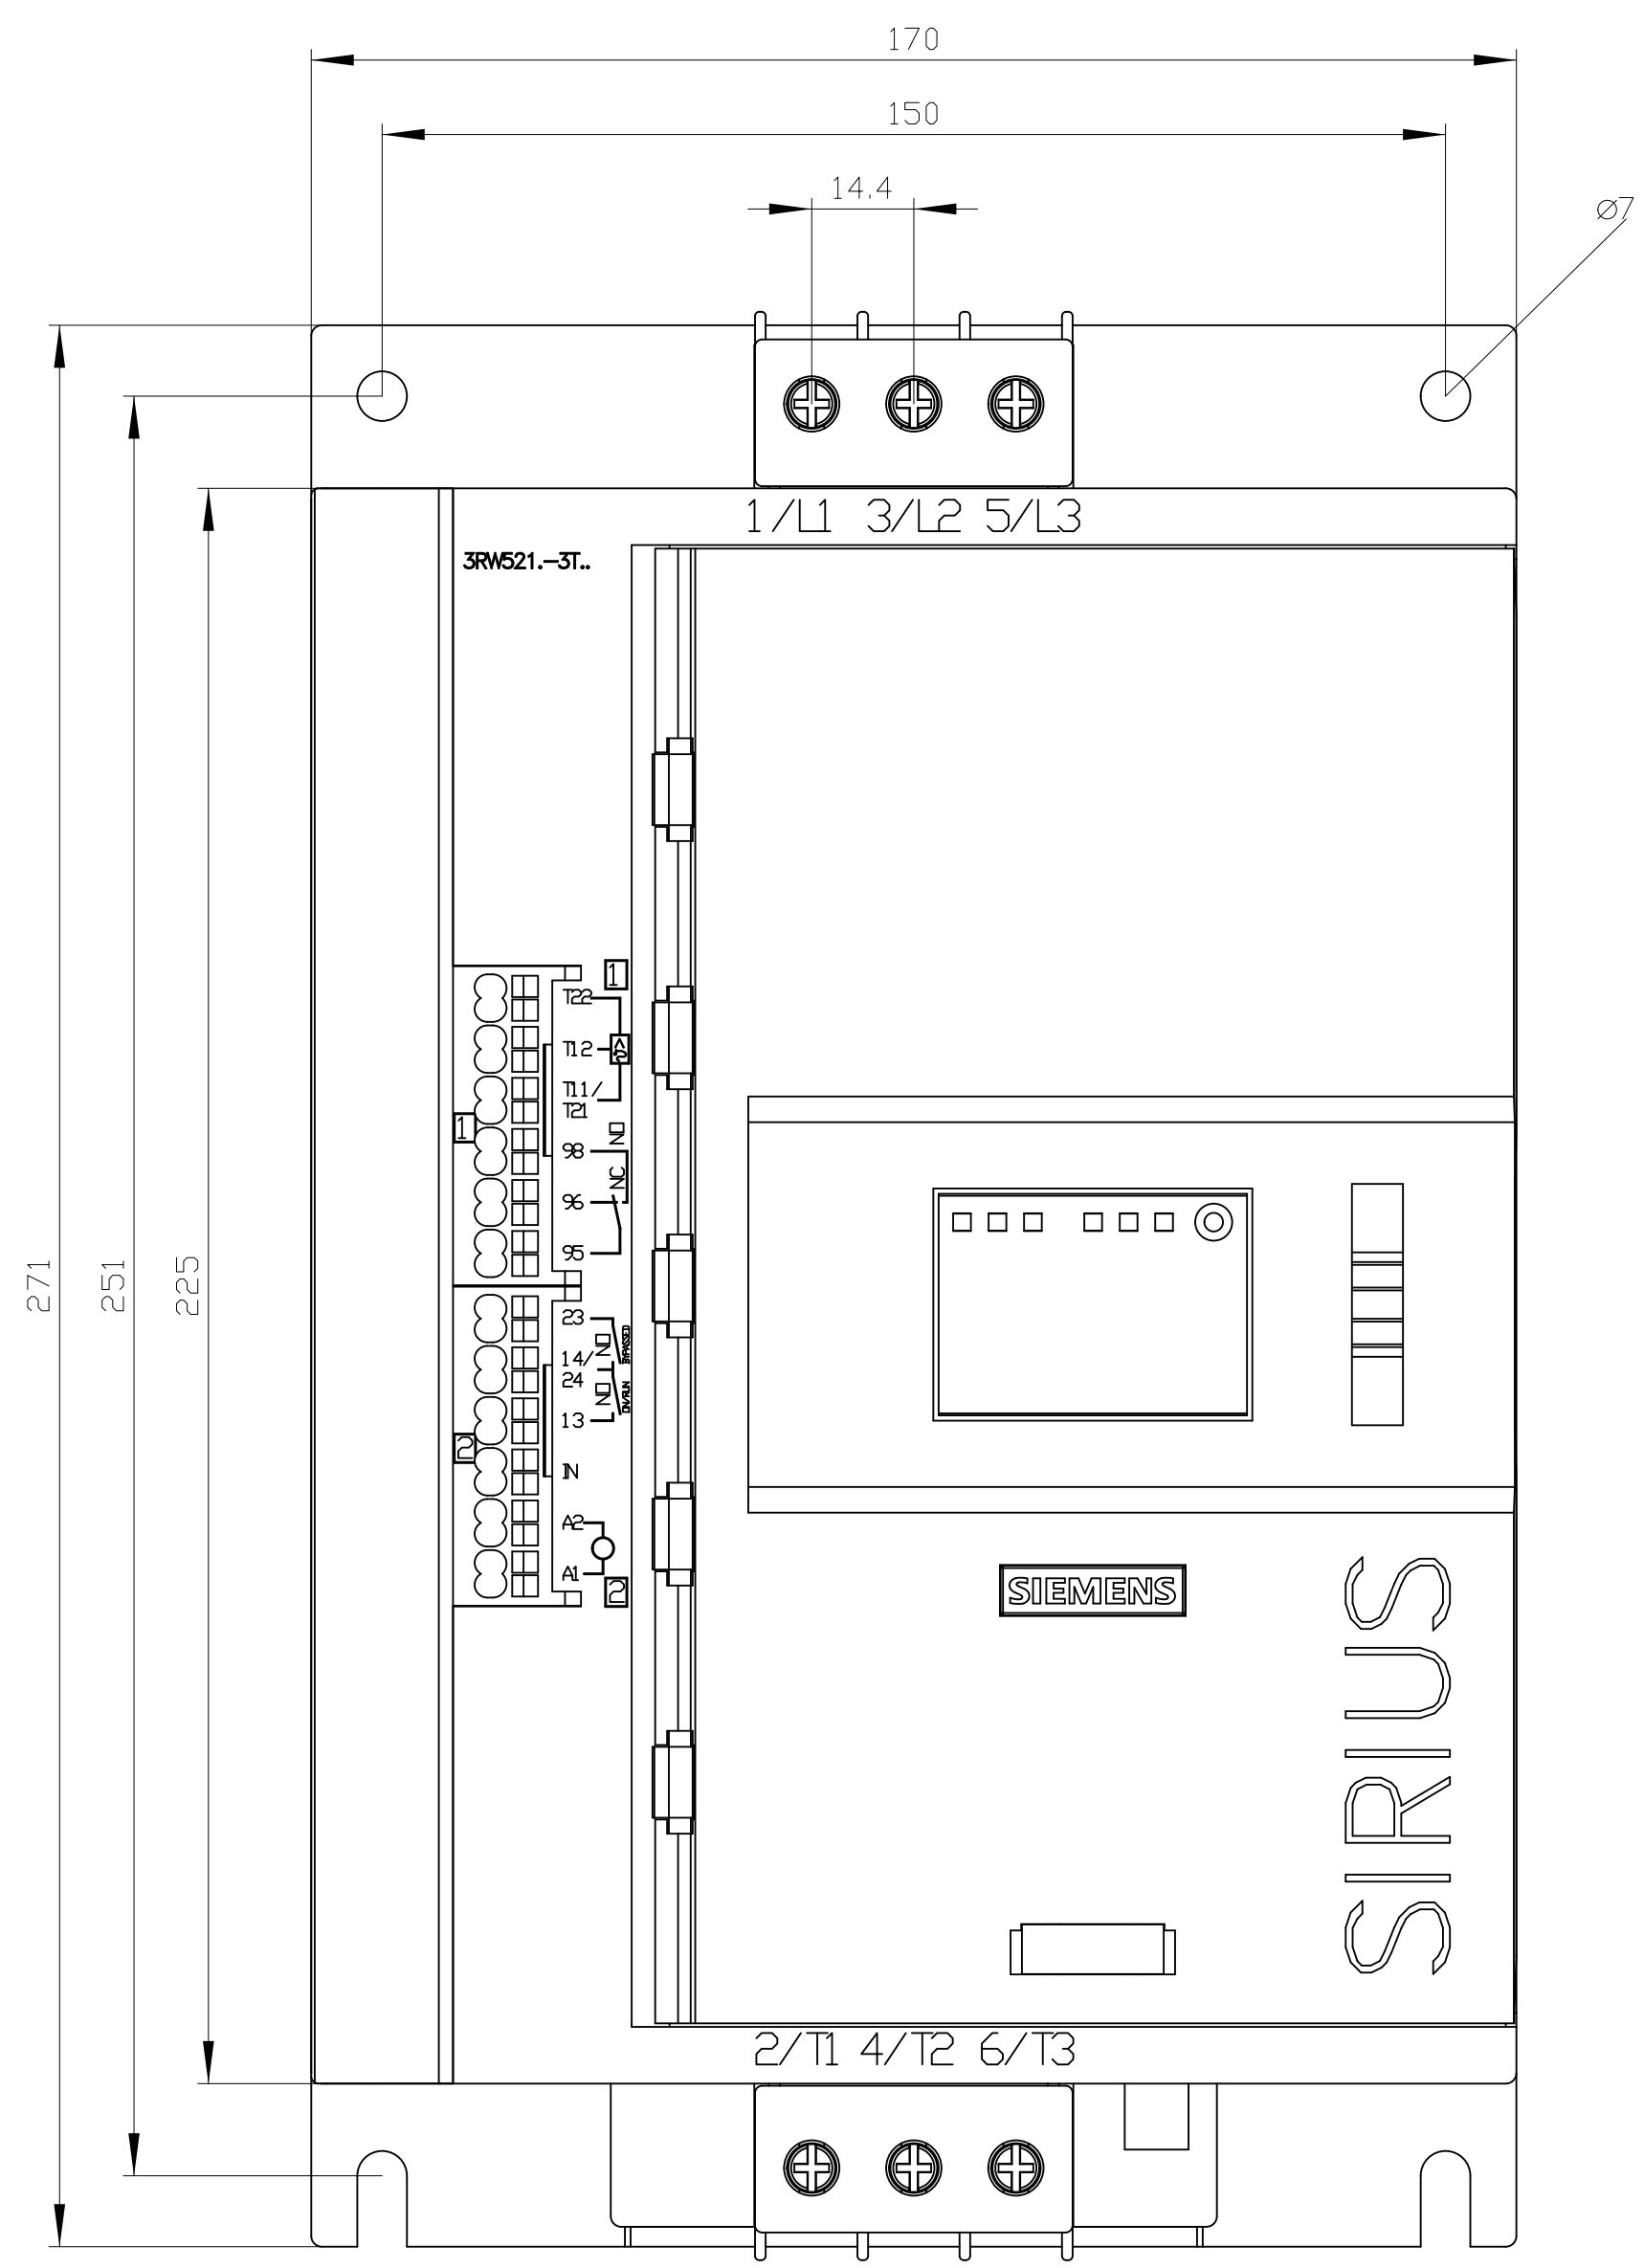 170
150
14.4
⌀7
1/L1 3/L2 5/L3
3RW521.-3T..
1
T22
T12
T11/
T21
1
NO
98
NC
96
95
271
251
225
23
NO
BYPASSED
14/
24
NO
ON/RUN
13
2
IN
A2
A1
2
SIEMENS
SIRIUS
2/T1 4/T2 6/T3